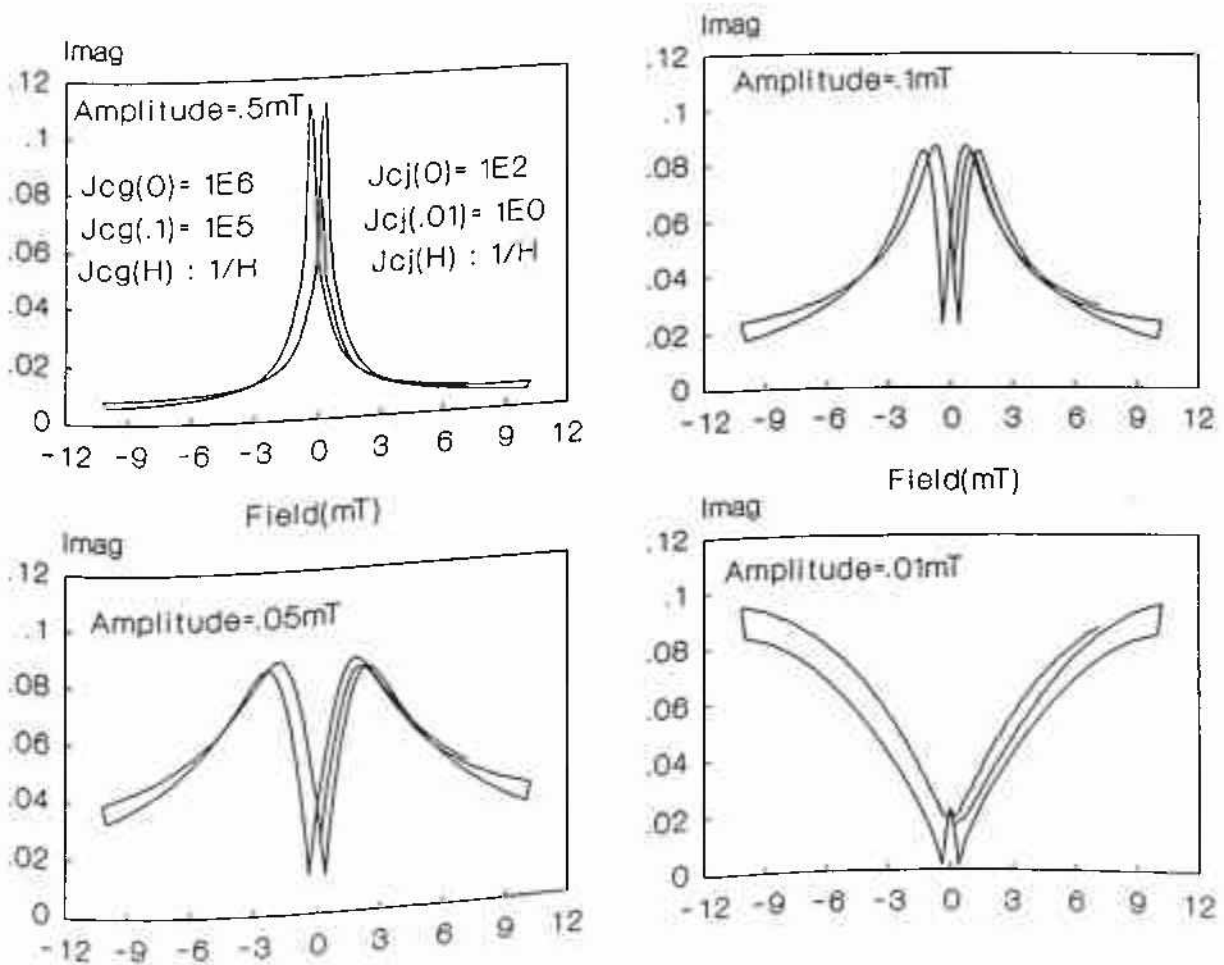 Imag
.12
Amplitude=.5mT
.1
Jcg(0)= 1E6
Jcj(0)= 1E2
.08
Jcg(.1)= 1E5
Jcj(.01)= 1E0
.06
Jcg(H) : 1/H
Jcj(H) : 1/H
.04
.02
0
-12 -9 -6 -3 0 3 6 9 12
Field(mT)
Imag
.12
Amplitude=.1mT
.1
.08
.06
.04
.02
0
-12 -9 -6 -3 0 3 6 9 12
Field(mT)
Imag
.12
Amplitude=.05mT
.1
.08
.06
.04
.02
0
-12 -9 -6 -3 0 3 6 9 12
Imag
.12
Amplitude=.01mT
.1
.08
.06
.04
.02
0
-12 -9 -6 -3 0 3 6 9 12